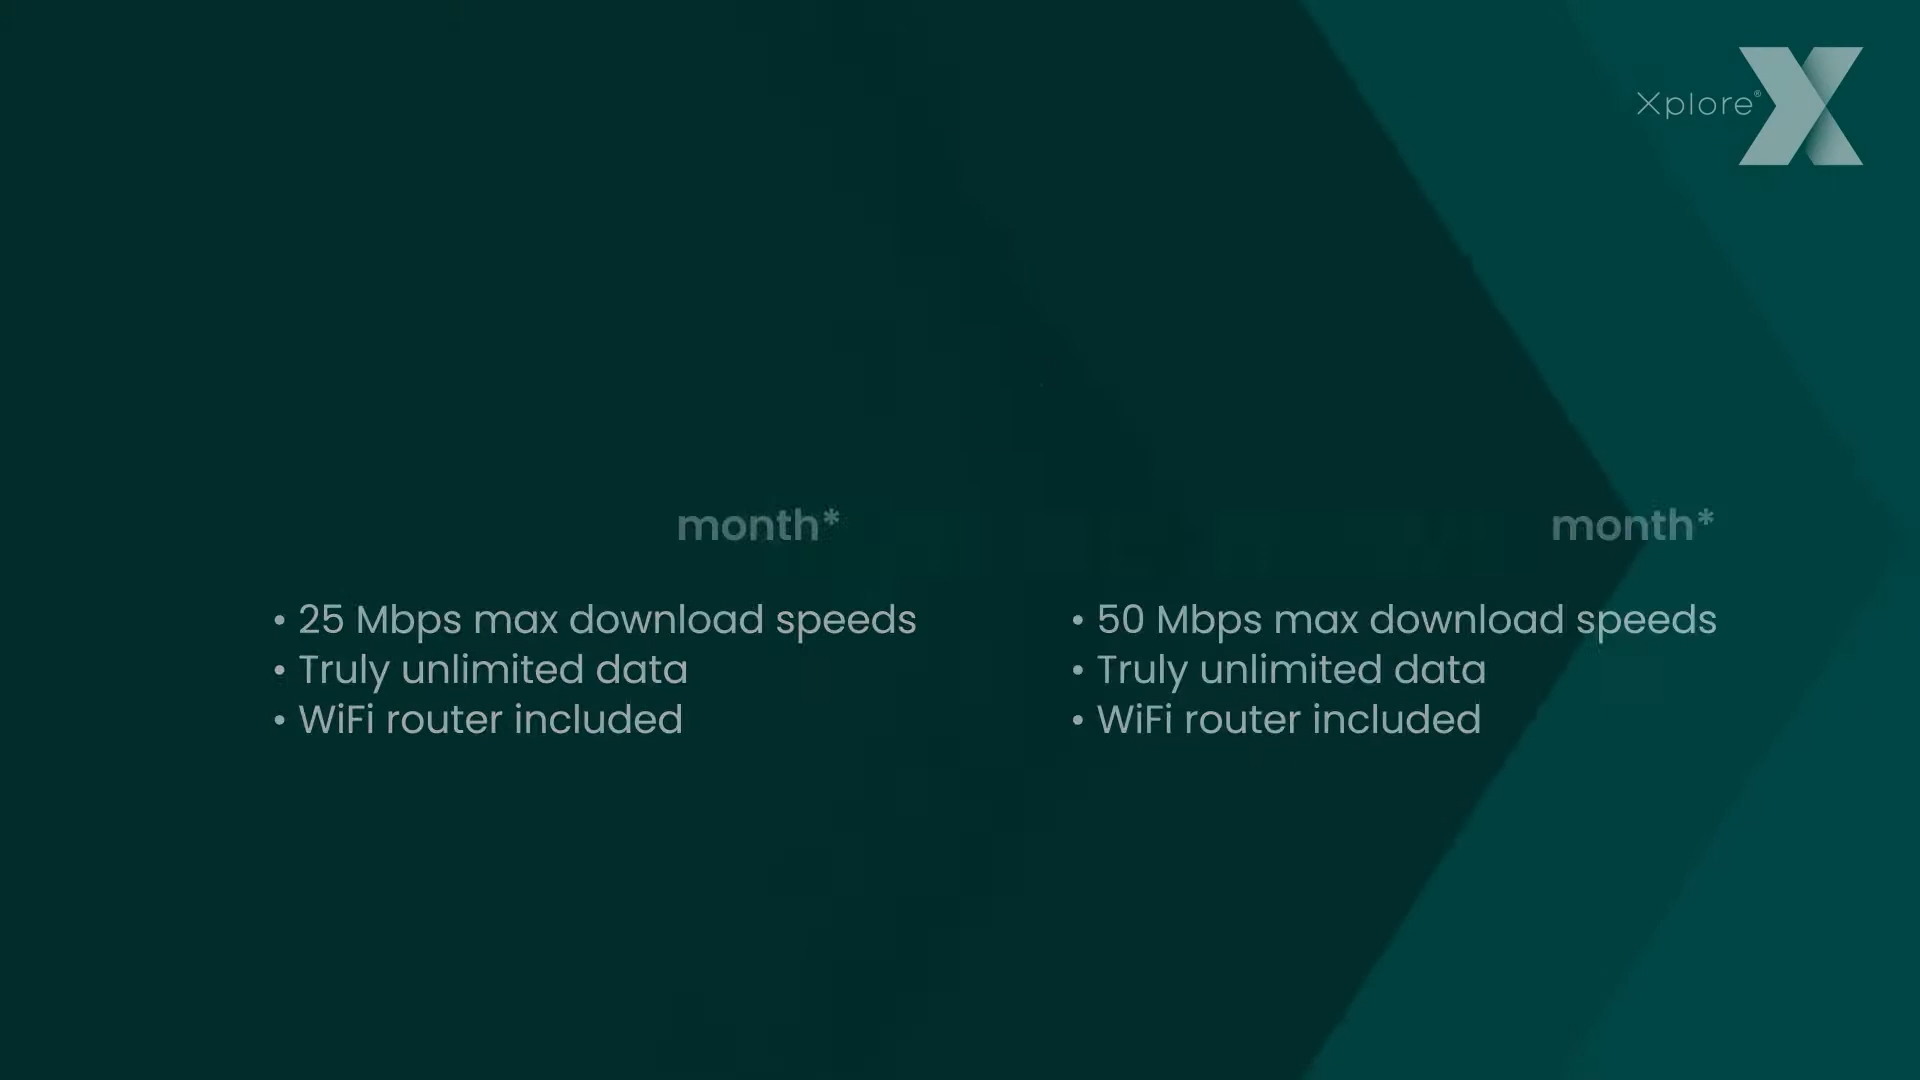 Xplore®
month*
• 25 Mbps max download speeds
• Truly unlimited data
• WiFi router included
month*
• 50 Mbps max download speeds
• Truly unlimited data
• WiFi router included